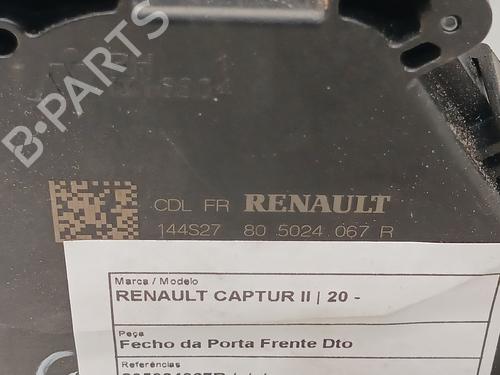 B-PARTS
CDL FR RENAULT
144S27 80 5024 067 R
Marca / Modelo
RENAULT CAPTUR II | 20 -
Peça
Fecho da Porta Frente Dto
Referências